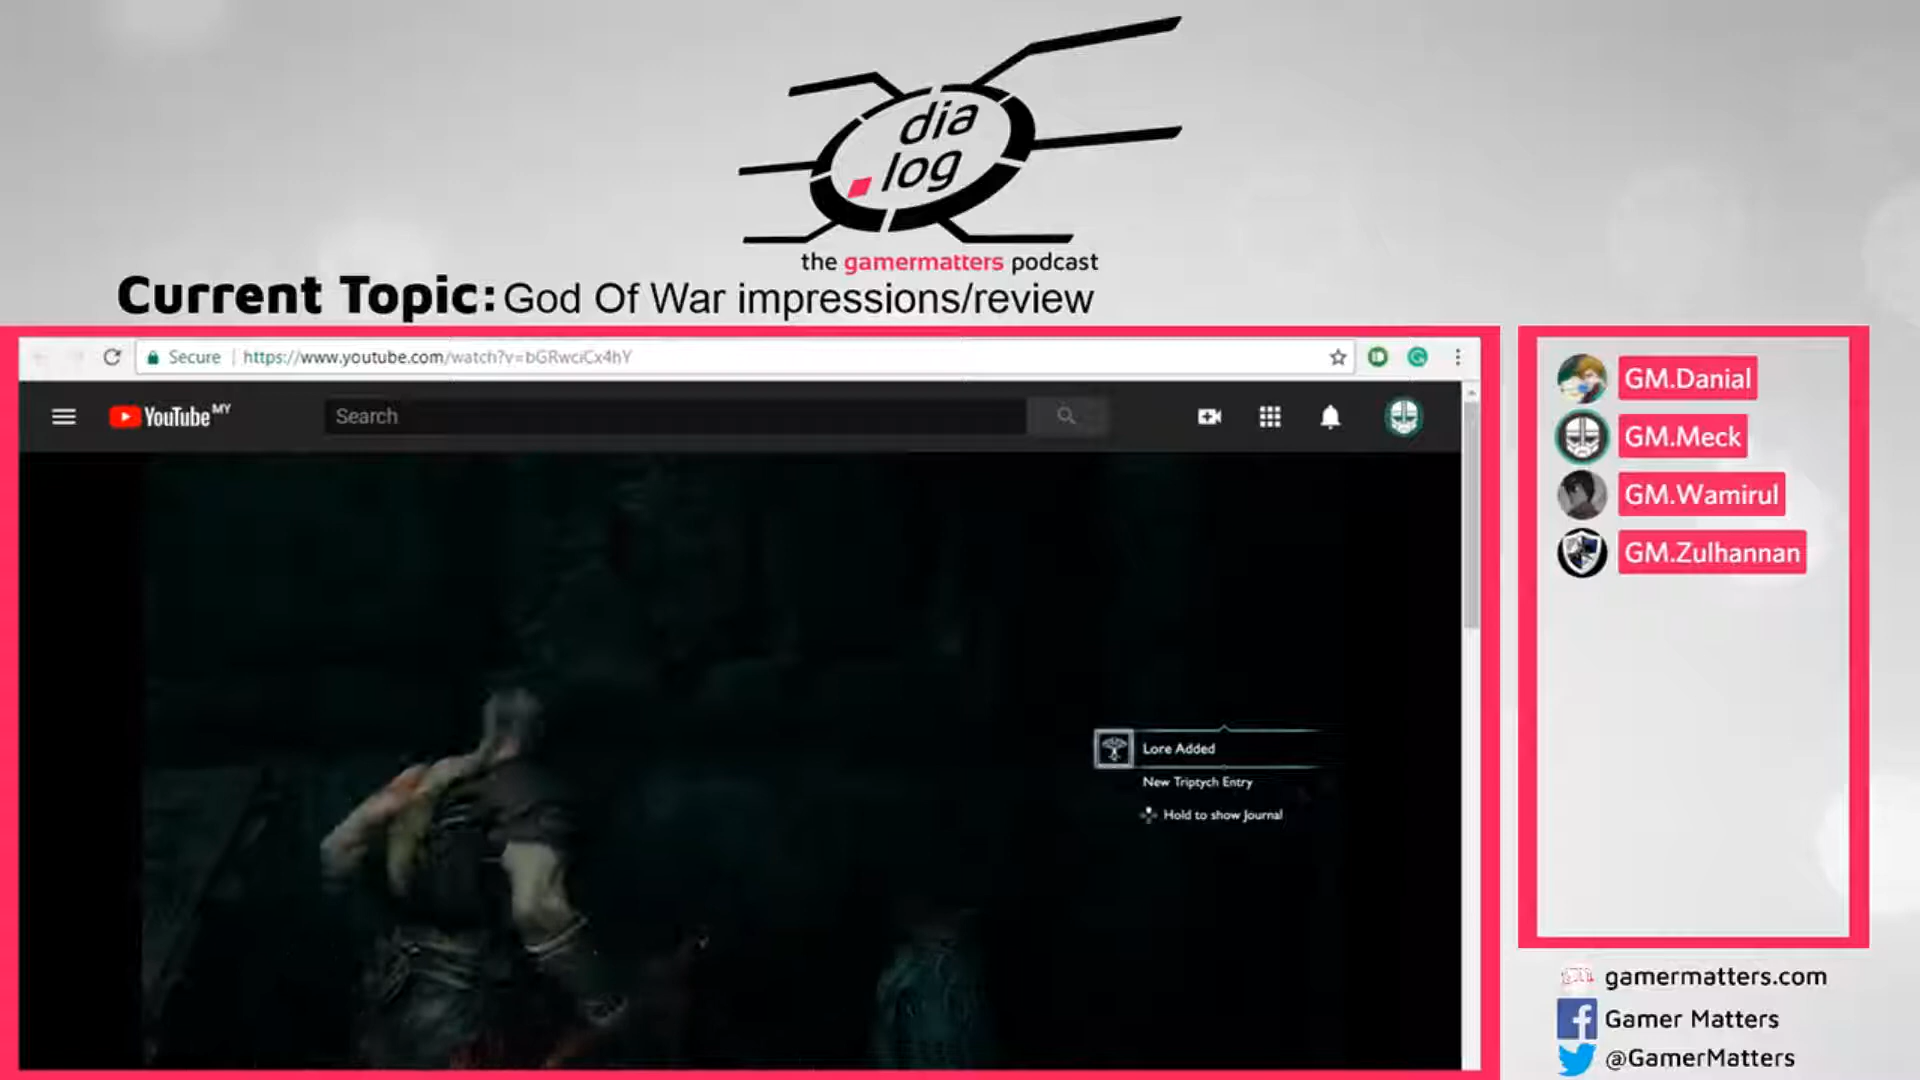 dia
.log
the gamermatters podcast
Current Topic: God Of War impressions/review
Secure | https://www.youtube.com/watch?v=bGRwciCx4hY
YouTube MY
Search
Lore Added
New Triptych Entry
Hold to show Journal
GM.Danial
GM.Meck
GM.Wamirul
GM.Zulhannan
gamermatters.com
Gamer Matters
@GamerMatters